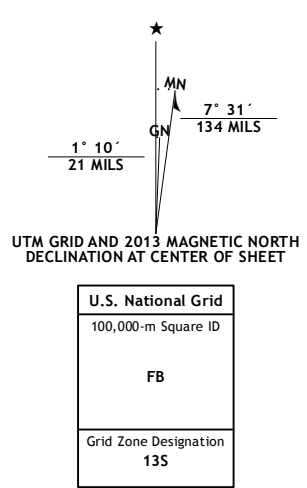 ★
MN
7° 31´
134 MILS
GN
1° 10´
21 MILS
UTM GRID AND 2013 MAGNETIC NORTH
DECLINATION AT CENTER OF SHEET
U.S. National Grid
100,000-m Square ID
FB
Grid Zone Designation
13S